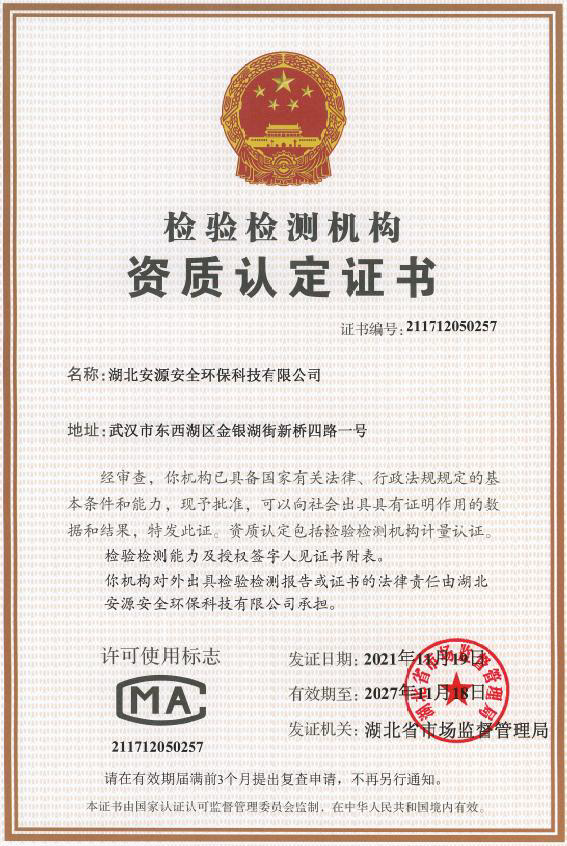 检验检测机构
资质认定证书
证书编号:211712050257
名称:湖北安源安全环保科技有限公司
地址:武汉市东西湖区金银湖街新桥四路一号
经审查，你机构已具备国家有关法律、行政法规规定的基
本条件和能力，现予批准，可以向社会出具具有证明作用的数
据和结果，特发此证。资质认定包括检验检测机构计量认证。
检验检测能力及授权签字人见证书附表。
你机构对外出具检验检测报告或证书的法律责任由湖北
安源安全环保科技有限公司承担。
许可使用标志
MA
211712050257
发证日期:2021年11月19日
有效期至:2027年11月18日
发证机关:湖北省市场监督管理局
湖北省市场监督管理局
请在有效期届满前3个月提出复查申请，不再另行通知。
本证书由国家认证认可监督管理委员会监制，在中华人民共和国境内有效。